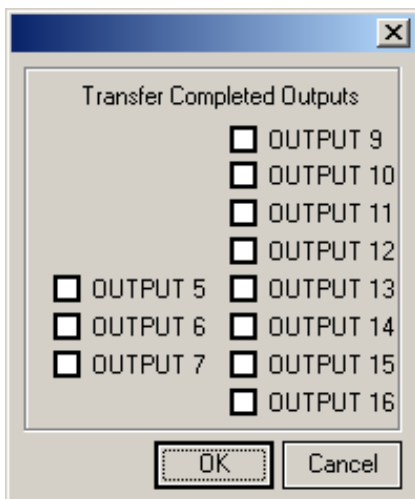 Transfer Completed Outputs
OUTPUT 9
OUTPUT 10
OUTPUT 11
OUTPUT 12
OUTPUT 5 OUTPUT 13
OUTPUT 6 OUTPUT 14
OUTPUT 7 OUTPUT 15
OUTPUT 16
OK Cancel